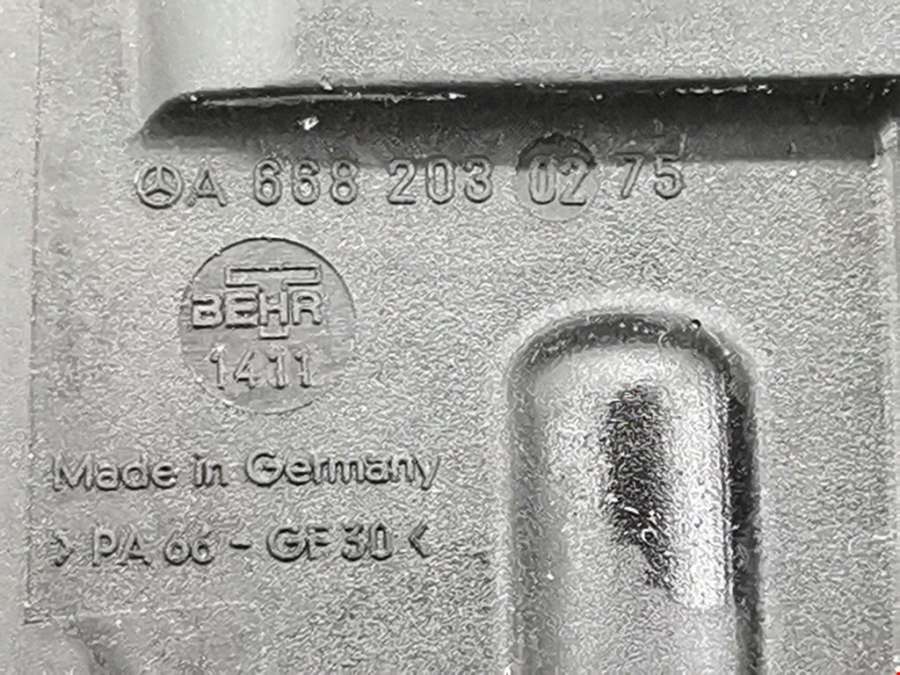 A 668 203 02 75
BEHR
1411
Made in Germany
> PA 66 - GF 30 <